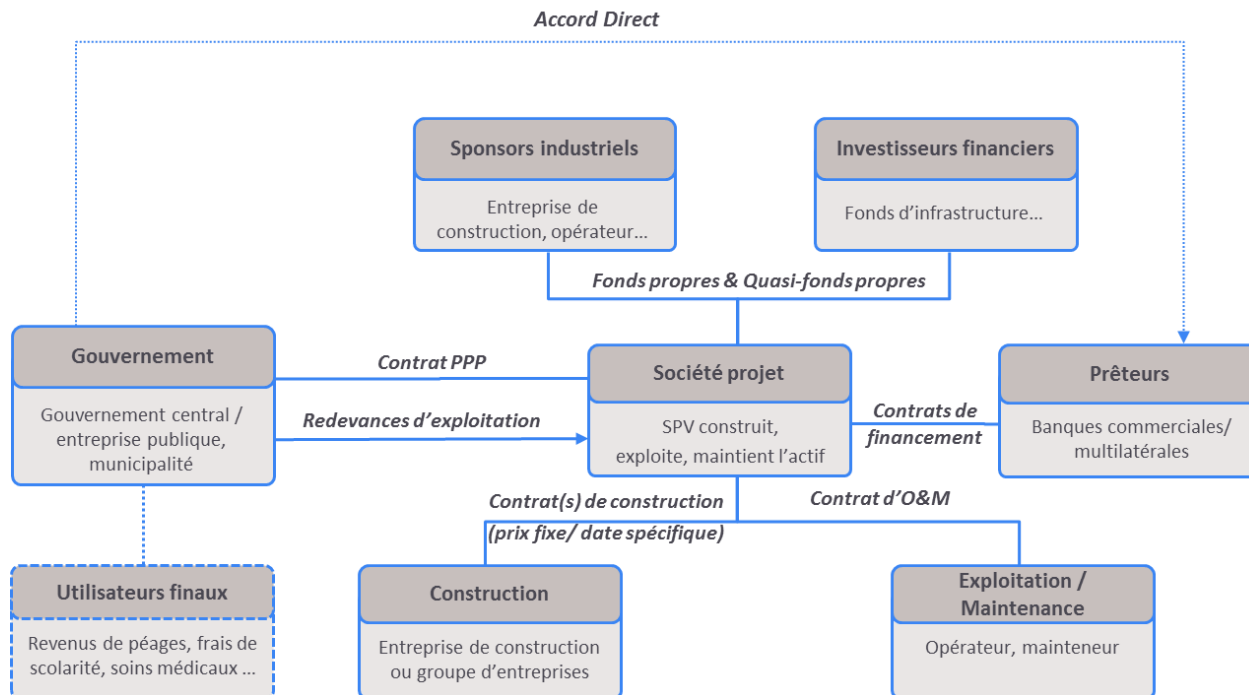 Accord Direct
Sponsors industriels
Entreprise de
construction, opérateur...
Investisseurs financiers
Fonds d’infrastructure...
Fonds propres & Quasi-fonds propres
Gouvernement
Gouvernement central /
entreprise publique,
municipalité
Contrat PPP
Redevances d’exploitation
Société projet
SPV construit,
exploite, maintient l’actif
Contrats de
financement
Prêteurs
Banques commerciales/
multilatérales
Contrat(s) de construction
(prix fixe/ date spécifique)
Contrat d’O&M
Utilisateurs finaux
Revenus de péages, frais de
scolarité, soins médicaux ...
Construction
Entreprise de construction
ou groupe d’entreprises
Exploitation /
Maintenance
Opérateur, mainteneur